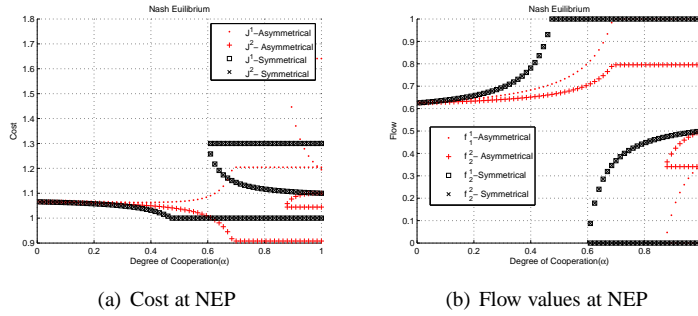 Nash Euilibrium
1.8
1.7
1.6
1.5
1.4
1.3
1.2
1.1
1
0.9
Cost
0
0.2
0.4
0.6
0.8
1
Degree of Cooperation(α)
J¹−Asymmetrical
J²− Asymmetrical
J¹−Symmetrical
J²− Symmetrical
(a) Cost at NEP
Nash Euilibrium
1
0.9
0.8
0.7
0.6
0.5
0.4
0.3
0.2
0.1
0
Flow
0
0.2
0.4
0.6
0.8
Degree of Cooperation(α)
f¹₁−Asymmetrical
f²₂− Asymmetrical
f¹₂−Symmetrical
f²₂− Symmetrical
(b) Flow values at NEP